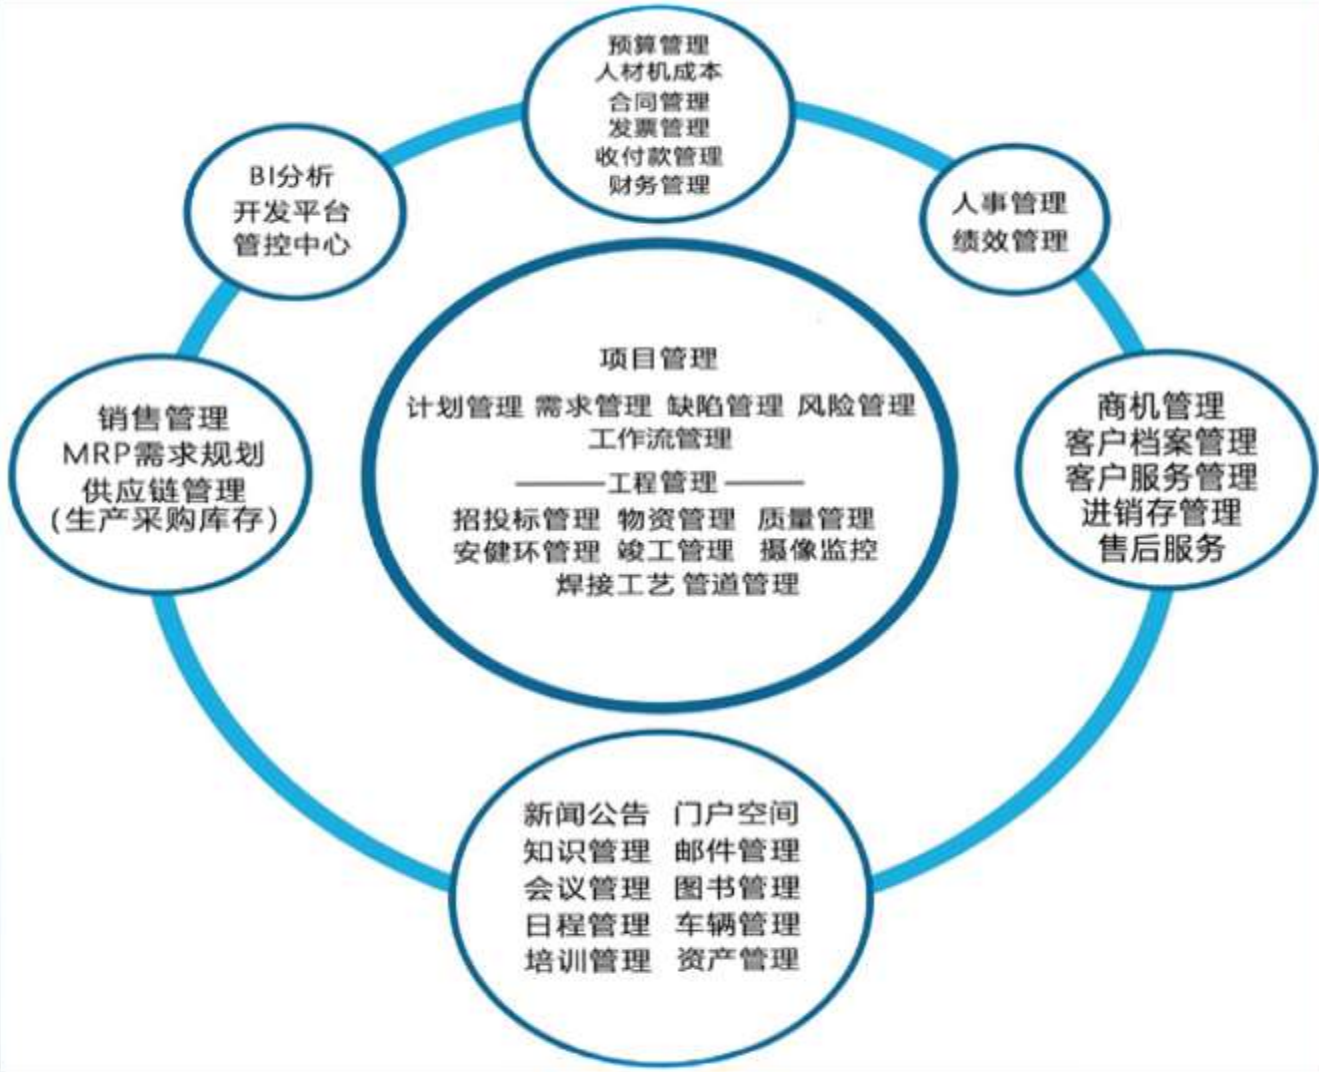 预算管理
人材机成本
合同管理
发票管理
收付款管理
财务管理
BI分析
开发平台
管控中心
人事管理
绩效管理
项目管理
计划管理 需求管理 缺陷管理 风险管理
工作流管理
工程管理
招投标管理 物资管理 质量管理
安健环管理 竣工管理 摄像监控
焊接工艺 管道管理
销售管理
MRP需求规划
供应链管理
(生产采购库存)
商机管理
客户档案管理
客户服务管理
进销存管理
售后服务
新闻公告 门户空间
知识管理 邮件管理
会议管理 图书管理
日程管理 车辆管理
培训管理 资产管理